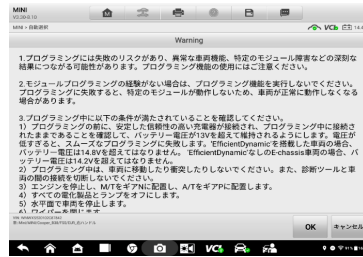 MINI
V3.20-8.10
VCI:
MINI > 自動選択
Warning
1.プログラミングには失敗のリスクがあり、異常な車両機能、特定のモジュール障害などの深刻な
結果につながる可能性があります。プログラミング機能の使用にはご注意ください。
2.モジュールプログラミングの経験がない場合は、プログラミング機能を実行しないでください。
プログラミングに失敗すると、特定のモジュールが動作しないため、車両が正常に動作しなくなる
場合があります。
3.プログラミング中に以下の条件が満たされていることを確認してください。
1）プログラミングの前に、安定した信頼性の高い充電器が接続され、プログラミング中に接続さ
れたままであることを確認して、バッテリー電圧が13Vを超えて維持されるようにします。電圧が
低すぎると、スムーズなプログラミングに失敗します。'EfficientDynamic'を搭載した車両の場合、
バッテリー電圧は14.8Vを超えてはなりません。'EfficientDynamic'なしのE-chassis車両の場合、バ
ッテリー電圧は14.2Vを超えてはなりません。
2）プログラミング中は、車両に移動したり衝突したりしないでください。また、診断ツールと車
両の間の接続を切断しないでください。
3）エンジンを停止し、M/TをギアNに配置し、A/TをギアPに配置します。
4）すべての電化製品とランプをオフにします。
5）水平面で車両を停止します。
6）ワイパーを閉じます
OK
キャンセル
VCI